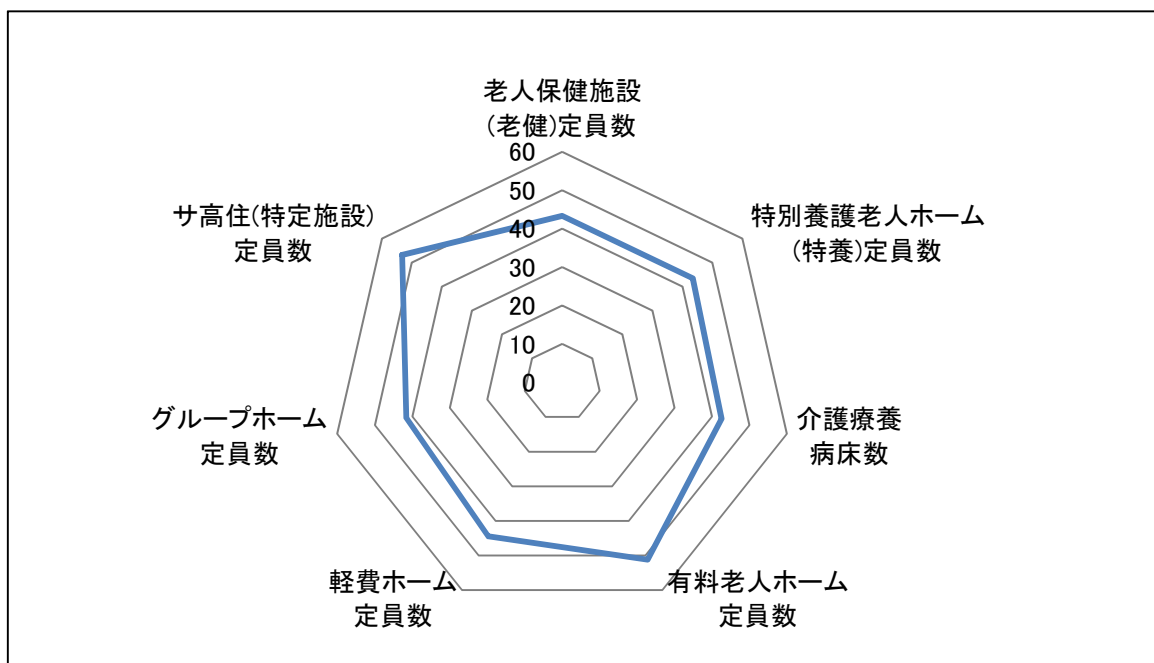 老人保健施設
(老健)定員数
60
50
40
30
20
10
0
特別養護老人ホーム
(特養)定員数
介護療養
病床数
有料老人ホーム
定員数
軽費ホーム
定員数
グループホーム
定員数
サ高住(特定施設)
定員数